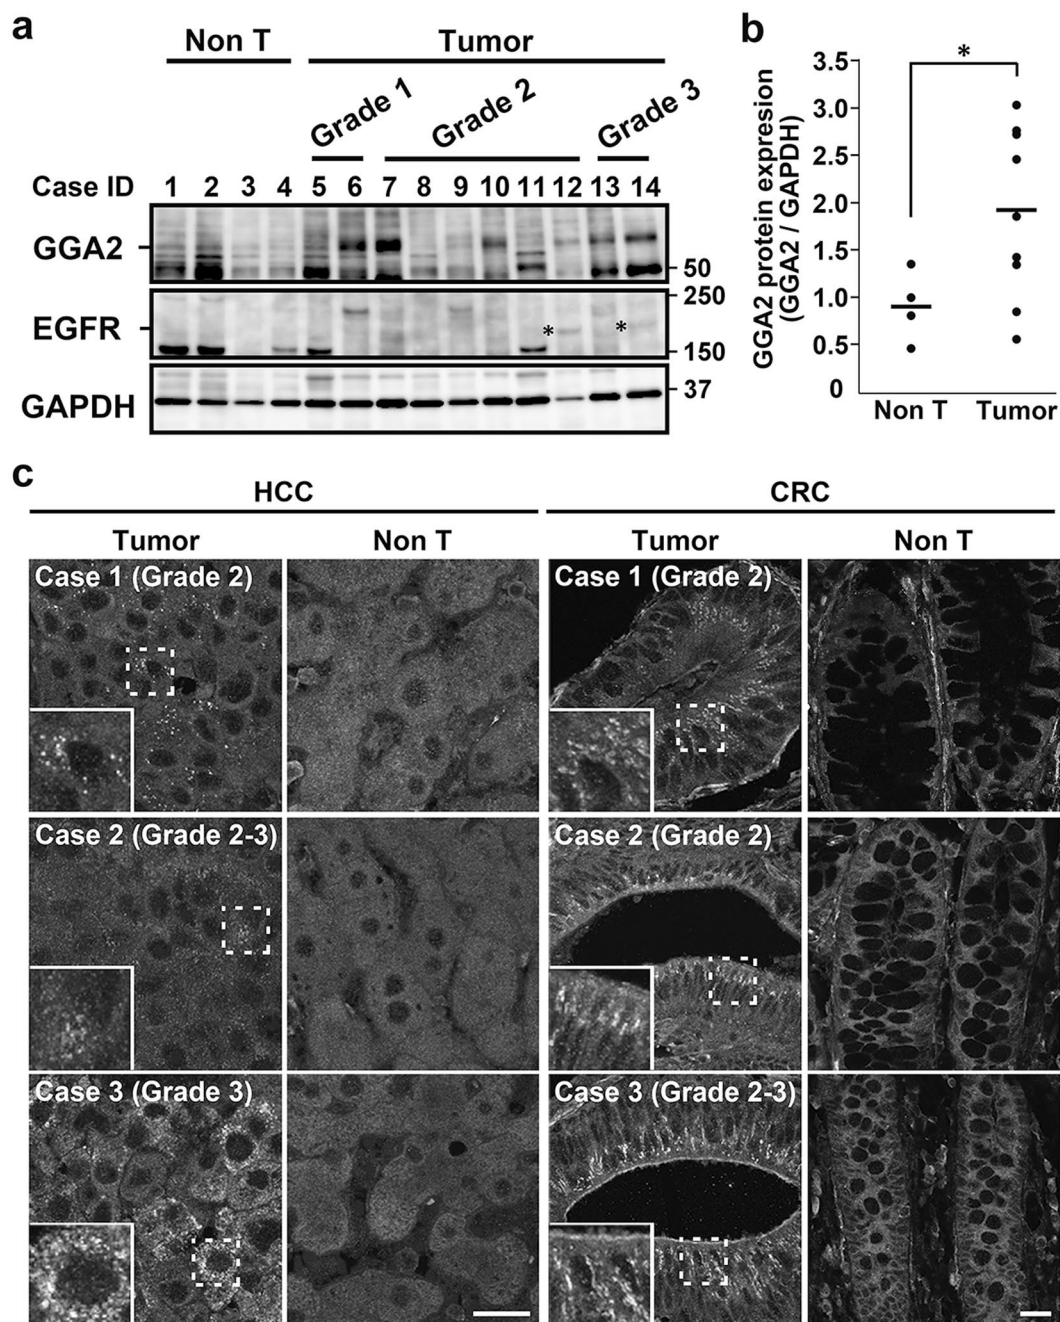 a
Non T Tumor
Grade 1 Grade 2 Grade 3
Case ID 1 2 3 4 5 6 7 8 9 10 11 12 13 14
GGA2
50
EGFR
250
* *
150
GAPDH
37
b
*
GGA2 protein expresion
(GGA2 / GAPDH)
3.5
3.0
2.5
2.0
1.5
1.0
0.5
0
Non T Tumor
c
HCC CRC
Tumor Non T Tumor Non T
Case 1 (Grade 2) Case 1 (Grade 2)
Case 2 (Grade 2-3) Case 2 (Grade 2)
Case 3 (Grade 3) Case 3 (Grade 2-3)